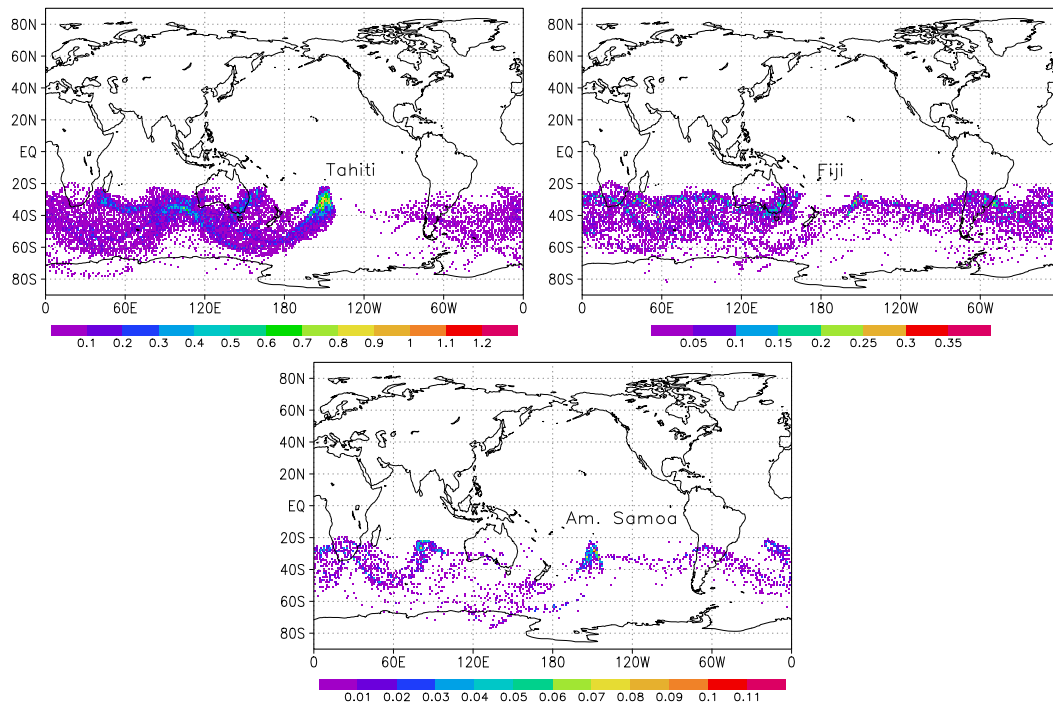 80N
60N
40N
20N
EQ
20S
40S
60S
80S
Tahiti
0 60E 120E 180 120W 60W 0
0.1 0.2 0.3 0.4 0.5 0.6 0.7 0.8 0.9 1 1.1 1.2
80N
60N
40N
20N
EQ
20S
40S
60S
80S
Fiji
0 60E 120E 180 120W 60W
0.05 0.1 0.15 0.2 0.25 0.3 0.35
80N
60N
40N
20N
EQ
20S
40S
60S
80S
Am. Samoa
0 60E 120E 180 120W 60W 0
0.01 0.02 0.03 0.04 0.05 0.06 0.07 0.08 0.09 0.1 0.11